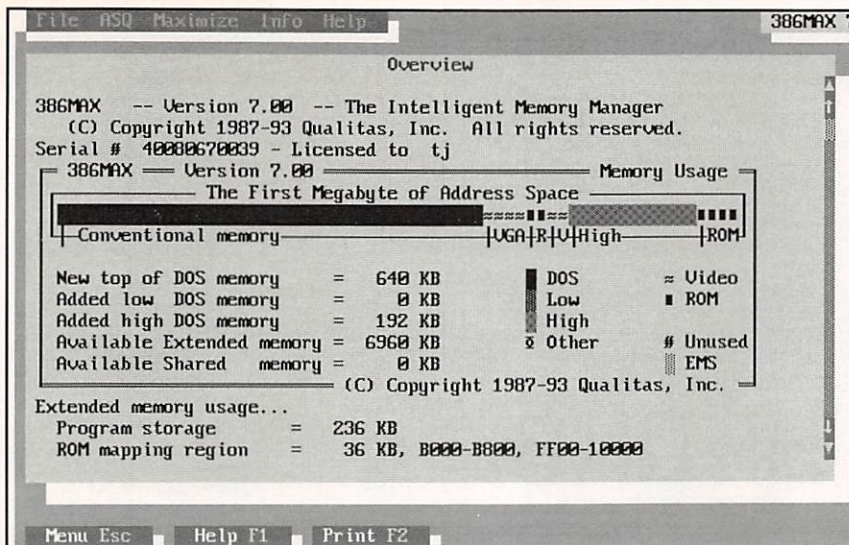 File ASQ Maximize Info Help
386MAX 7
Overview
386MAX -- Version 7.00 -- The Intelligent Memory Manager
(C) Copyright 1987-93 Qualitas, Inc. All rights reserved.
Serial # 40080670039 - Licensed to tj
386MAX Version 7.00 Memory Usage
The First Megabyte of Address Space
Conventional memory VGA R V High ROM
New top of DOS memory = 640 KB DOS ≈ Video
Added low DOS memory = 0 KB Low ROM
Added high DOS memory = 192 KB High
Available Extended memory = 6960 KB Other # Unused
Available Shared memory = 0 KB EMS
(C) Copyright 1987-93 Qualitas, Inc.
Extended memory usage...
Program storage = 236 KB
ROM mapping region = 36 KB, B000-B800, FF00-10000
Menu Esc Help F1 Print F2